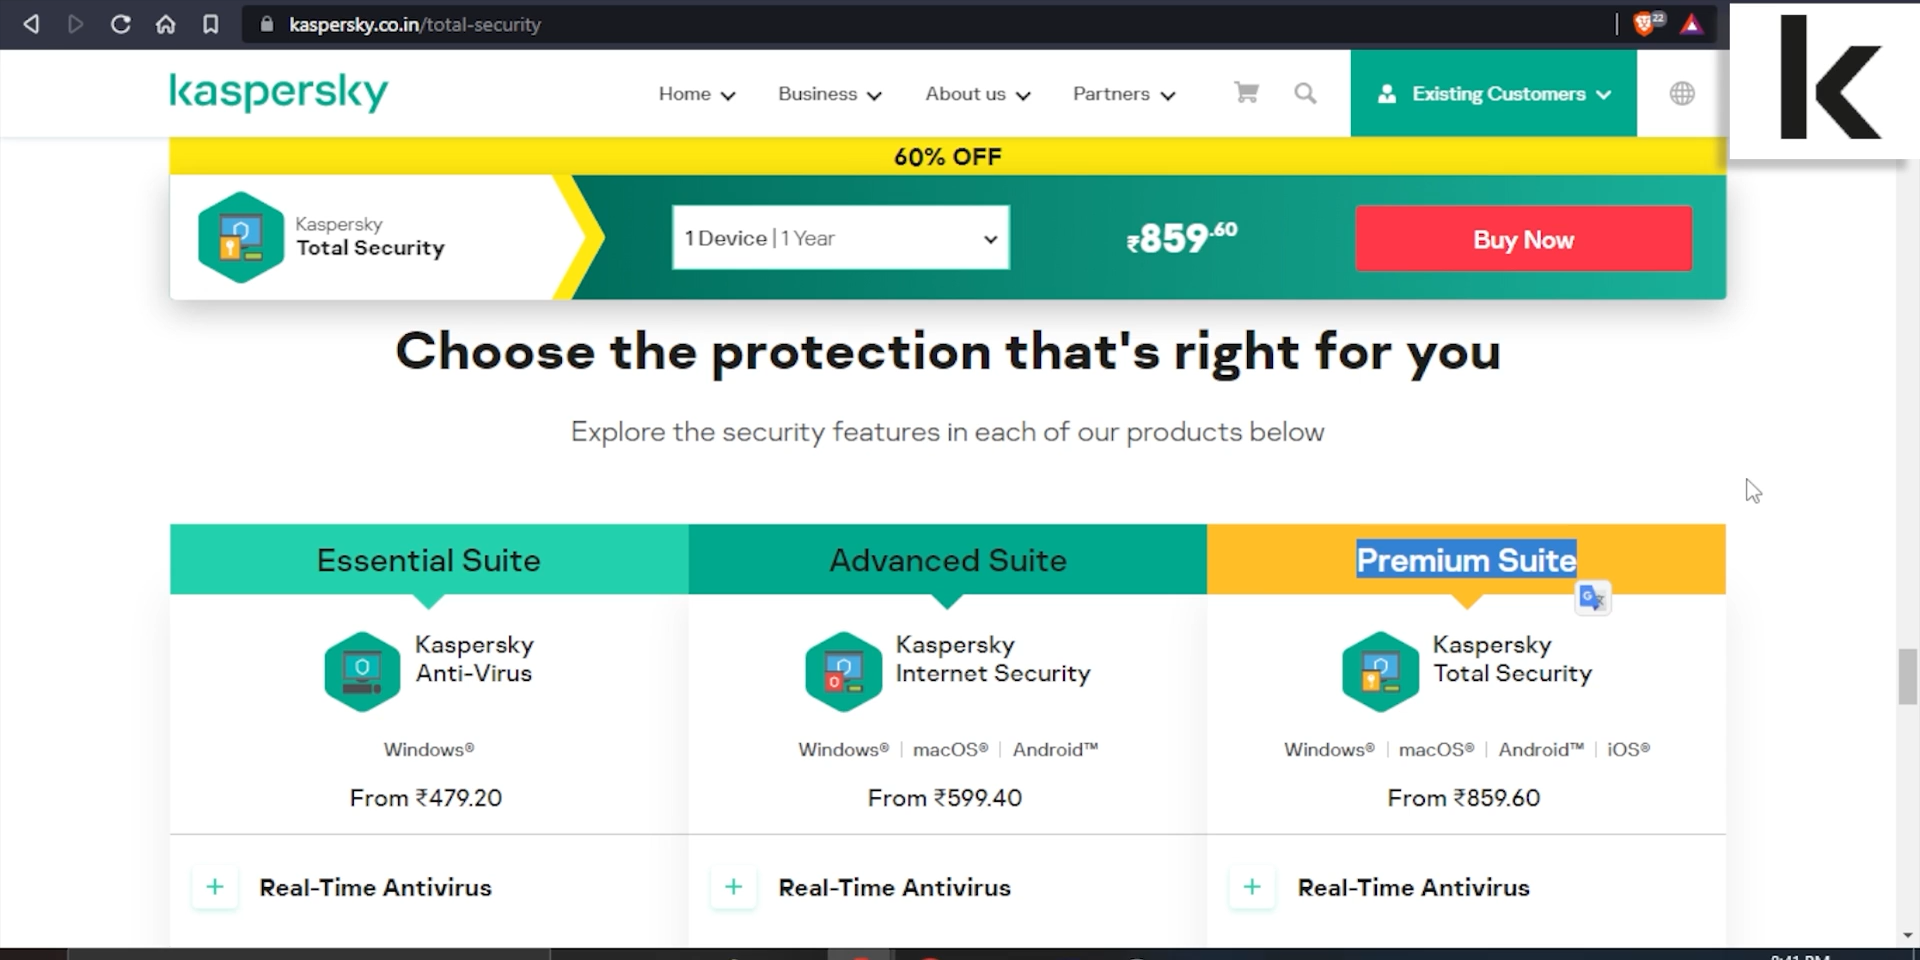 kaspersky.co.in/total-security
22
k
kaspersky
Home
Business
About us
Partners
Existing Customers
60% OFF
Kaspersky
Total Security
1 Device | 1 Year
₹859.60
Buy Now
Choose the protection that's right for you
Explore the security features in each of our products below
Essential Suite
Advanced Suite
Premium Suite
Kaspersky
Anti-Virus
Kaspersky
Internet Security
Kaspersky
Total Security
Windows®
Windows® | macOS® | Android™
Windows® | macOS® | Android™ | iOS®
From ₹479.20
From ₹599.40
From ₹859.60
+ Real-Time Antivirus
+ Real-Time Antivirus
+ Real-Time Antivirus